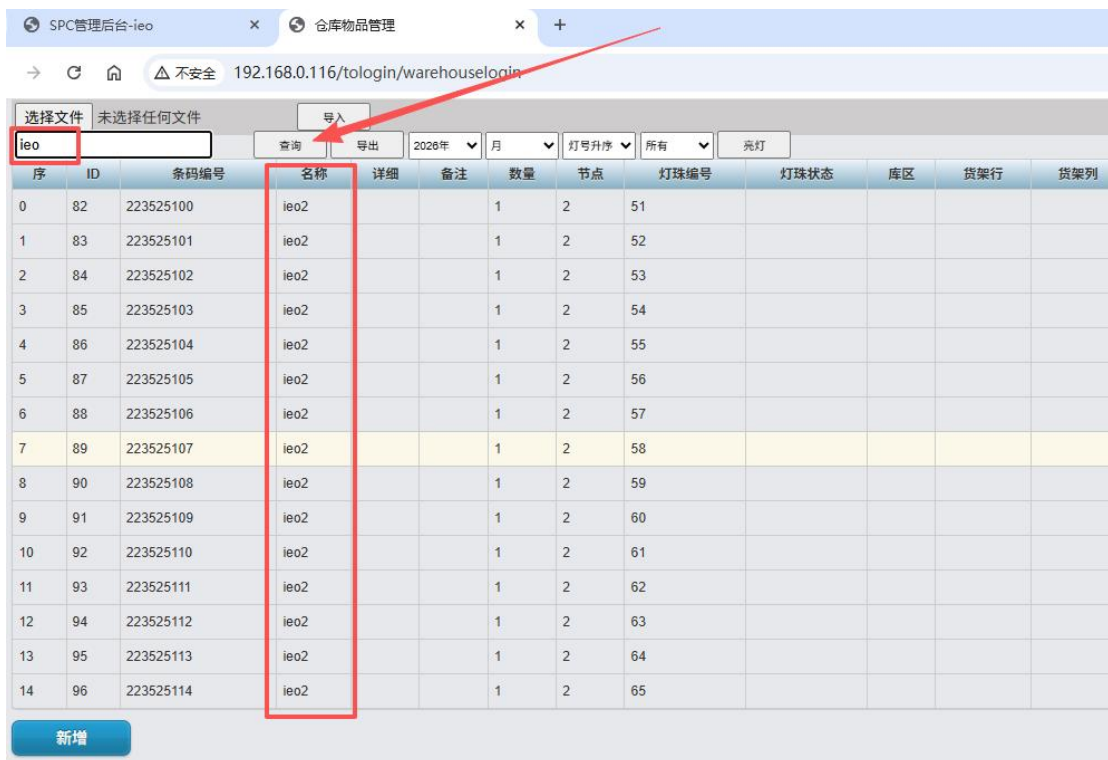 SPC管理后台-ieo × 仓库物品管理 × +
不安全 192.168.0.116/tologin/warehouselogin
选择文件 未选择任何文件 导入
ieo 查询 导出 2026年 月 灯号升序 所有 亮灯
序 ID 条码编号 名称 详细 备注 数量 节点 灯珠编号 灯珠状态 库区 货架行 货架列
0 82 223525100 ieo2 1 2 51
1 83 223525101 ieo2 1 2 52
2 84 223525102 ieo2 1 2 53
3 85 223525103 ieo2 1 2 54
4 86 223525104 ieo2 1 2 55
5 87 223525105 ieo2 1 2 56
6 88 223525106 ieo2 1 2 57
7 89 223525107 ieo2 1 2 58
8 90 223525108 ieo2 1 2 59
9 91 223525109 ieo2 1 2 60
10 92 223525110 ieo2 1 2 61
11 93 223525111 ieo2 1 2 62
12 94 223525112 ieo2 1 2 63
13 95 223525113 ieo2 1 2 64
14 96 223525114 ieo2 1 2 65
新增